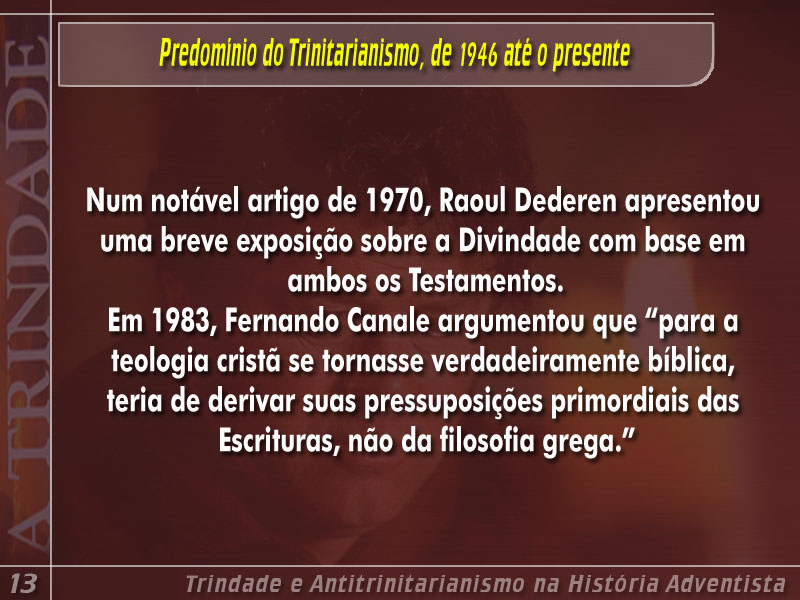 Predomínio do Trinitarianismo, de 1946 até o presente
A TRINDADE
Num notável artigo de 1970, Raoul Dederen apresentou
uma breve exposição sobre a Divindade com base em
ambos os Testamentos.
Em 1983, Fernando Canale argumentou que “para a
teologia cristã se tornasse verdadeiramente bíblica,
teria de derivar suas pressuposições primordiais das
Escrituras, não da filosofia grega.”
13
Trindade e Antitrinitarianismo na História Adventista